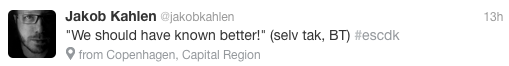 Jakob Kahlen @jakobkahlen 13h
"We should have known better!" (selv tak, BT) #escdk
from Copenhagen, Capital Region